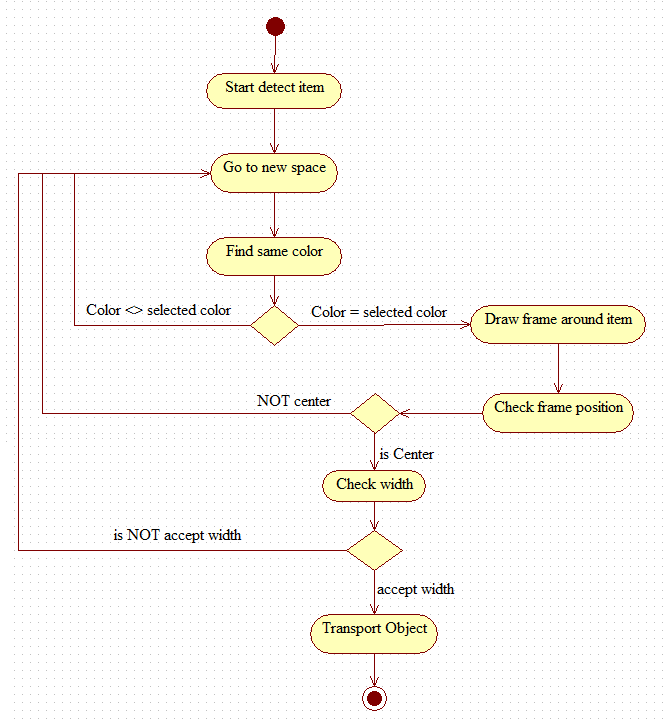 Start detect item
Go to new space
Find same color
Color <> selected color
Color = selected color
Draw frame around item
NOT center
Check frame position
is Center
Check width
is NOT accept width
accept width
Transport Object